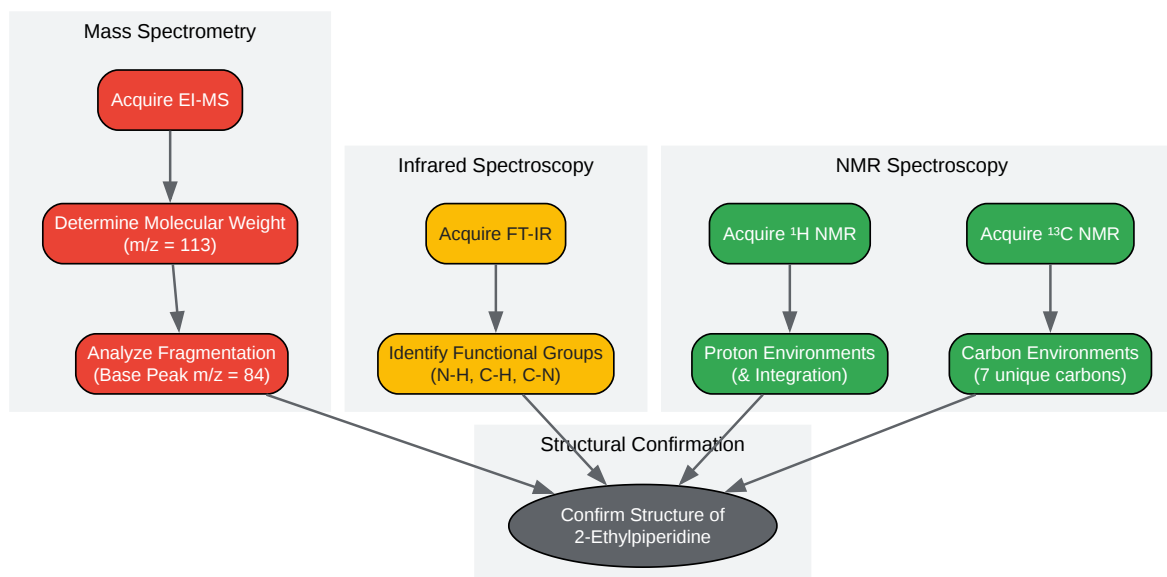 Mass Spectrometry
Acquire EI-MS
Determine Molecular Weight
(m/z = 113)
Analyze Fragmentation
(Base Peak m/z = 84)
Infrared Spectroscopy
Acquire FT-IR
Identify Functional Groups
(N-H, C-H, C-N)
NMR Spectroscopy
Acquire ¹H NMR
Proton Environments
(& Integration)
Acquire ¹³C NMR
Carbon Environments
(7 unique carbons)
Structural Confirmation
Confirm Structure of
2-Ethylpiperidine